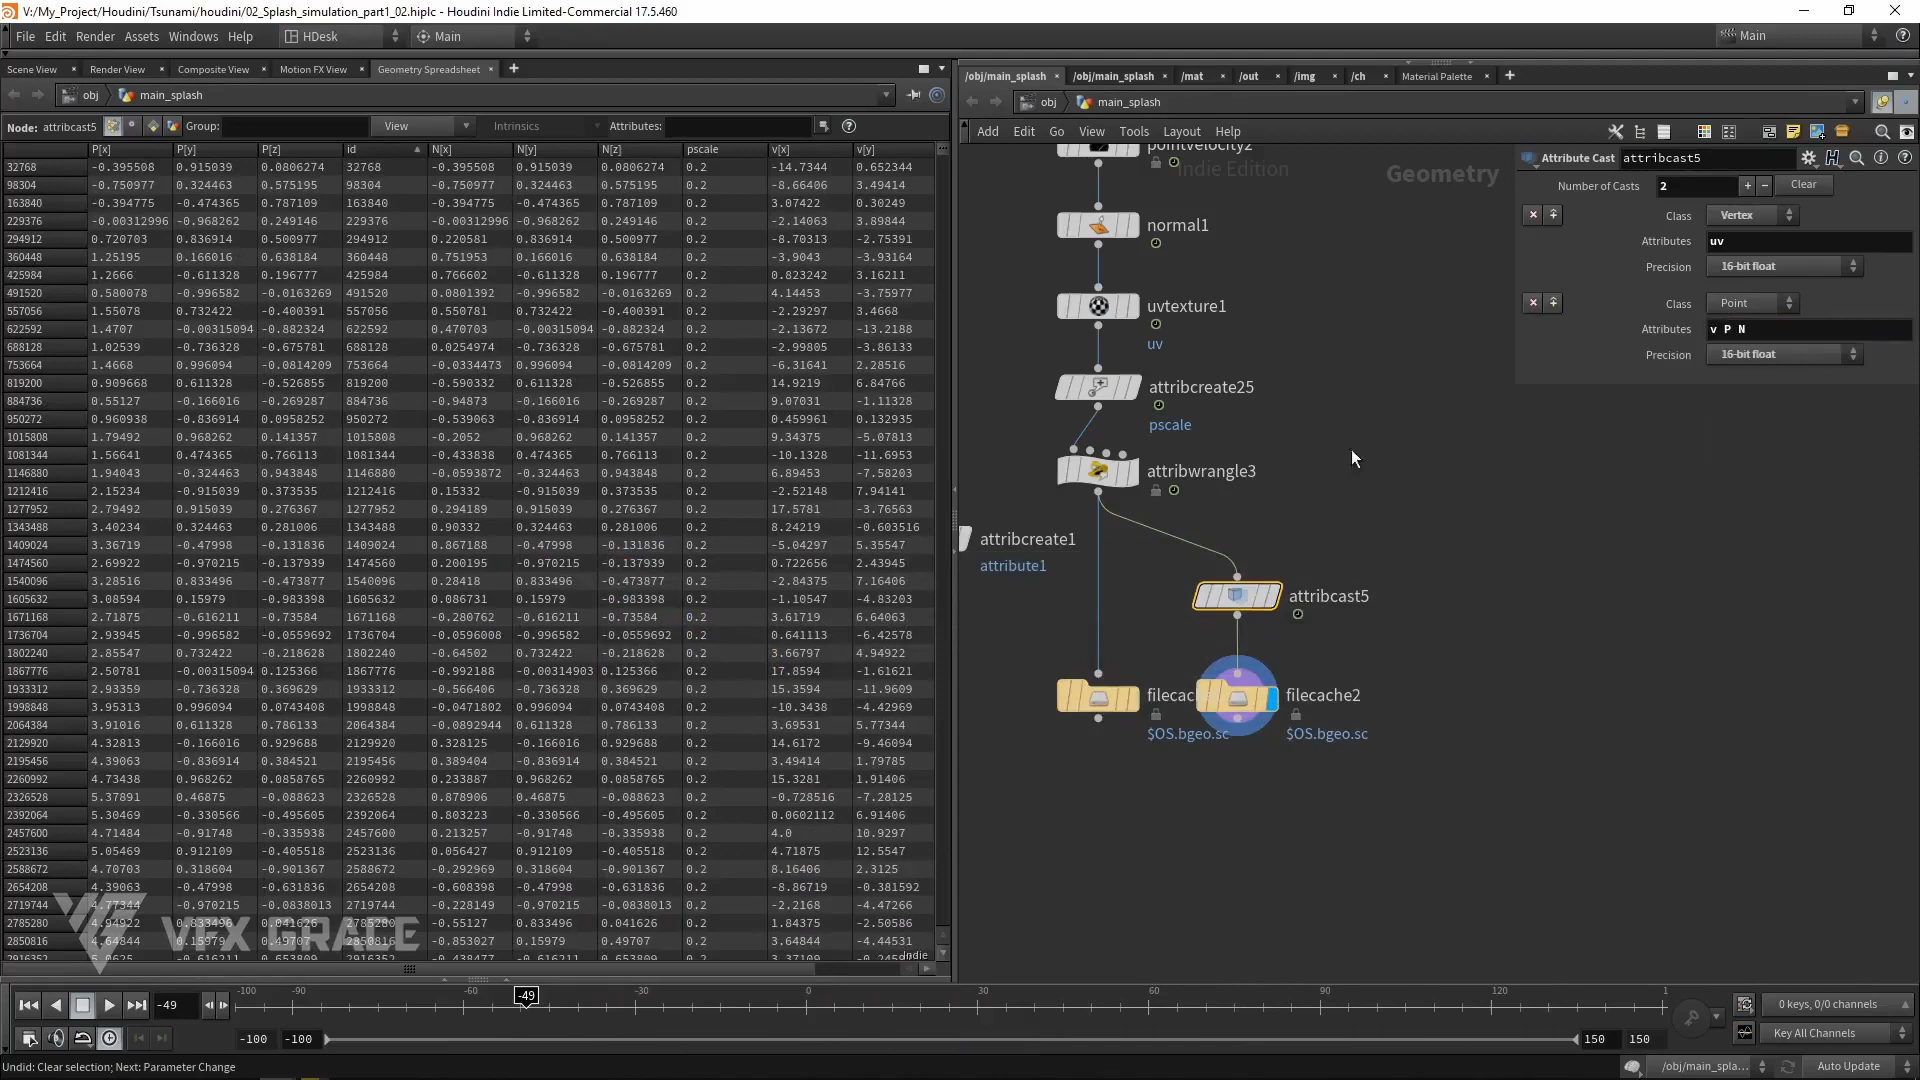 V:/My_Project/Houdini/Tsunami/houdini/02_Splash_simulation_part1_02.hiplc - Houdini Indie Limited-Commercial 17.5.460
File Edit Render Assets Windows Help HDesk Main Main
Scene View Render View Composite View Motion FX View Geometry Spreadsheet
obj main_splash
Node: attribcast5 Group: View Intrinsics Attributes:
P[x] P[y] P[z] id N[x] N[y] N[z] pscale v[x] v[y]
32768 -0.395508 0.915039 0.0806274 32768 -0.395508 0.915039 0.0806274 0.2 -14.7344 0.652344
98304 -0.750977 0.324463 0.575195 98304 -0.750977 0.324463 0.575195 0.2 -8.66406 3.49414
163840 -0.394775 -0.474365 0.787109 163840 -0.394775 -0.474365 0.787109 0.2 3.07422 0.30249
229376 -0.00312996 -0.968262 0.249146 229376 -0.00312996 -0.968262 0.249146 0.2 -2.14063 3.89844
294912 0.720703 0.836914 0.500977 294912 0.220581 0.836914 0.500977 0.2 -8.70313 -2.75391
360448 1.25195 0.166016 0.638184 360448 0.751953 0.166016 0.638184 0.2 -3.9043 -3.93164
425984 1.2666 -0.611328 0.196777 425984 0.766602 -0.611328 0.196777 0.2 0.823242 3.16211
491520 0.580078 -0.996582 -0.0163269 491520 0.0801392 -0.996582 -0.0163269 0.2 4.14453 -3.75977
557056 1.55078 0.732422 -0.400391 557056 0.550781 0.732422 -0.400391 0.2 -2.29297 3.4668
622592 1.4707 -0.00315094 -0.882324 622592 0.470703 -0.00315094 -0.882324 0.2 -2.13672 -13.2188
688128 1.02539 -0.736328 -0.675781 688128 0.0254974 -0.736328 -0.675781 0.2 -2.99805 -3.86133
753664 1.4668 0.996094 -0.0814209 753664 -0.0334473 0.996094 -0.0814209 0.2 -6.31641 2.28516
819200 0.909668 0.611328 -0.526855 819200 -0.590332 0.611328 -0.526855 0.2 14.9219 6.84766
884736 0.55127 -0.166016 -0.269287 884736 -0.94873 -0.166016 -0.269287 0.2 9.07031 -1.11328
950272 0.960938 -0.836914 0.0958252 950272 -0.539063 -0.836914 0.0958252 0.2 0.459961 0.132935
1015808 1.79492 0.968262 0.141357 1015808 -0.2052 0.968262 0.141357 0.2 9.34375 -5.07813
1081344 1.56641 0.474365 0.766113 1081344 -0.433838 0.474365 0.766113 0.2 -10.1328 -11.6953
1146880 1.94043 -0.324463 0.943848 1146880 -0.0593872 -0.324463 0.943848 0.2 6.89453 -7.58203
1212416 2.15234 -0.915039 0.373535 1212416 0.15332 -0.915039 0.373535 0.2 -2.52148 7.94141
1277952 2.79492 0.915039 0.276367 1277952 0.294189 0.915039 0.276367 0.2 17.5781 -3.76563
1343488 3.40234 0.324463 0.281006 1343488 0.90332 0.324463 0.281006 0.2 8.24219 -0.603516
1409024 3.36719 -0.47998 -0.131836 1409024 0.867188 -0.47998 -0.131836 0.2 -5.04297 5.35547
1474560 2.69922 -0.970215 -0.137939 1474560 0.200195 -0.970215 -0.137939 0.2 0.722656 2.43945
1540096 3.28516 0.833496 -0.473877 1540096 0.28418 0.833496 -0.473877 0.2 -2.84375 7.16406
1605632 3.08594 0.15979 -0.983398 1605632 0.086731 0.15979 -0.983398 0.2 -1.10547 -4.83203
1671168 2.71875 -0.616211 -0.73584 1671168 -0.280762 -0.616211 -0.73584 0.2 3.61719 6.64063
1736704 2.93945 -0.996582 -0.0559692 1736704 -0.0596008 -0.996582 -0.0559692 0.2 0.641113 -6.42578
1802240 2.85547 0.732422 -0.218628 1802240 -0.64502 0.732422 -0.218628 0.2 3.66797 4.94922
1867776 2.50781 -0.00315094 0.125366 1867776 -0.992188 -0.00314903 0.125366 0.2 17.8594 -1.61621
1933312 2.93359 -0.736328 0.369629 1933312 -0.566406 -0.736328 0.369629 0.2 15.3594 -11.9609
1998848 3.95313 0.996094 0.0743408 1998848 -0.0471802 0.996094 0.0743408 0.2 -10.3438 -4.42969
2064384 3.91016 0.611328 0.786133 2064384 -0.0892944 0.611328 0.786133 0.2 3.69531 5.77344
2129920 4.32813 -0.166016 0.929688 2129920 0.328125 -0.166016 0.929688 0.2 14.6172 -9.46094
2195456 4.39063 -0.836914 0.384521 2195456 0.389404 -0.836914 0.384521 0.2 3.49414 1.79785
2260992 4.73438 0.968262 0.0858765 2260992 0.233887 0.968262 0.0858765 0.2 15.3281 1.91406
2326528 5.37891 0.46875 -0.088623 2326528 0.878906 0.46875 -0.088623 0.2 -0.728516 -7.28125
2392064 5.30469 -0.330566 -0.495605 2392064 0.803223 -0.330566 -0.495605 0.2 0.0602112 6.91406
2457600 4.71484 -0.91748 -0.335938 2457600 0.213257 -0.91748 -0.335938 0.2 4.0 10.9297
2523136 5.05469 0.912109 -0.405518 2523136 0.056427 0.912109 -0.405518 0.2 4.71875 12.5547
2588672 4.70703 0.318604 -0.901367 2588672 -0.292969 0.318604 -0.901367 0.2 8.16406 2.3125
2654208 4.39063 -0.47998 -0.631836 2654208 -0.608398 -0.47998 -0.631836 0.2 -8.86719 -0.381592
2719744 4.77344 -0.970215 -0.0838013 2719744 -0.228149 -0.970215 -0.0838013 0.2 -2.2168 -4.47266
2785280 4.94922 0.833496 0.041626 2785280 -0.55127 0.833496 0.041626 0.2 1.84375 -2.50586
2850816 4.64844 0.15979 0.49707 2850816 -0.853027 0.15979 0.49707 0.2 3.64844 -4.44531
2916352 -0.616211 0.653809 2916352 -0.438477 -0.616211 0.653809 0.2 3.37109
Indie
VFX GRACE
/obj/main_splash /obj/main_splash /mat /out /img /ch Material Palette
obj main_splash
Add Edit Go View Tools Layout Help
Indie Edition
Geometry
pointvelocity2
normal1
uvtexture1
uv
attribcreate25
pscale
attribwrangle3
attribcreate1
attribute1
attribcast5
filecac
filecache2
$OS.bgeo.sc
$OS.bgeo.sc
Attribute Cast attribcast5
Number of Casts 2 + - Clear
Class Vertex
Attributes uv
Precision 16-bit float
Class Point
Attributes v P N
Precision 16-bit float
-49
-100 -90 -60 -49 -30 0 30 60 90 120 1
0 keys, 0/0 channels
-100 -100 150 150
Key All Channels
Undid: Clear selection; Next: Parameter Change
/obj/main_spla... Auto Update